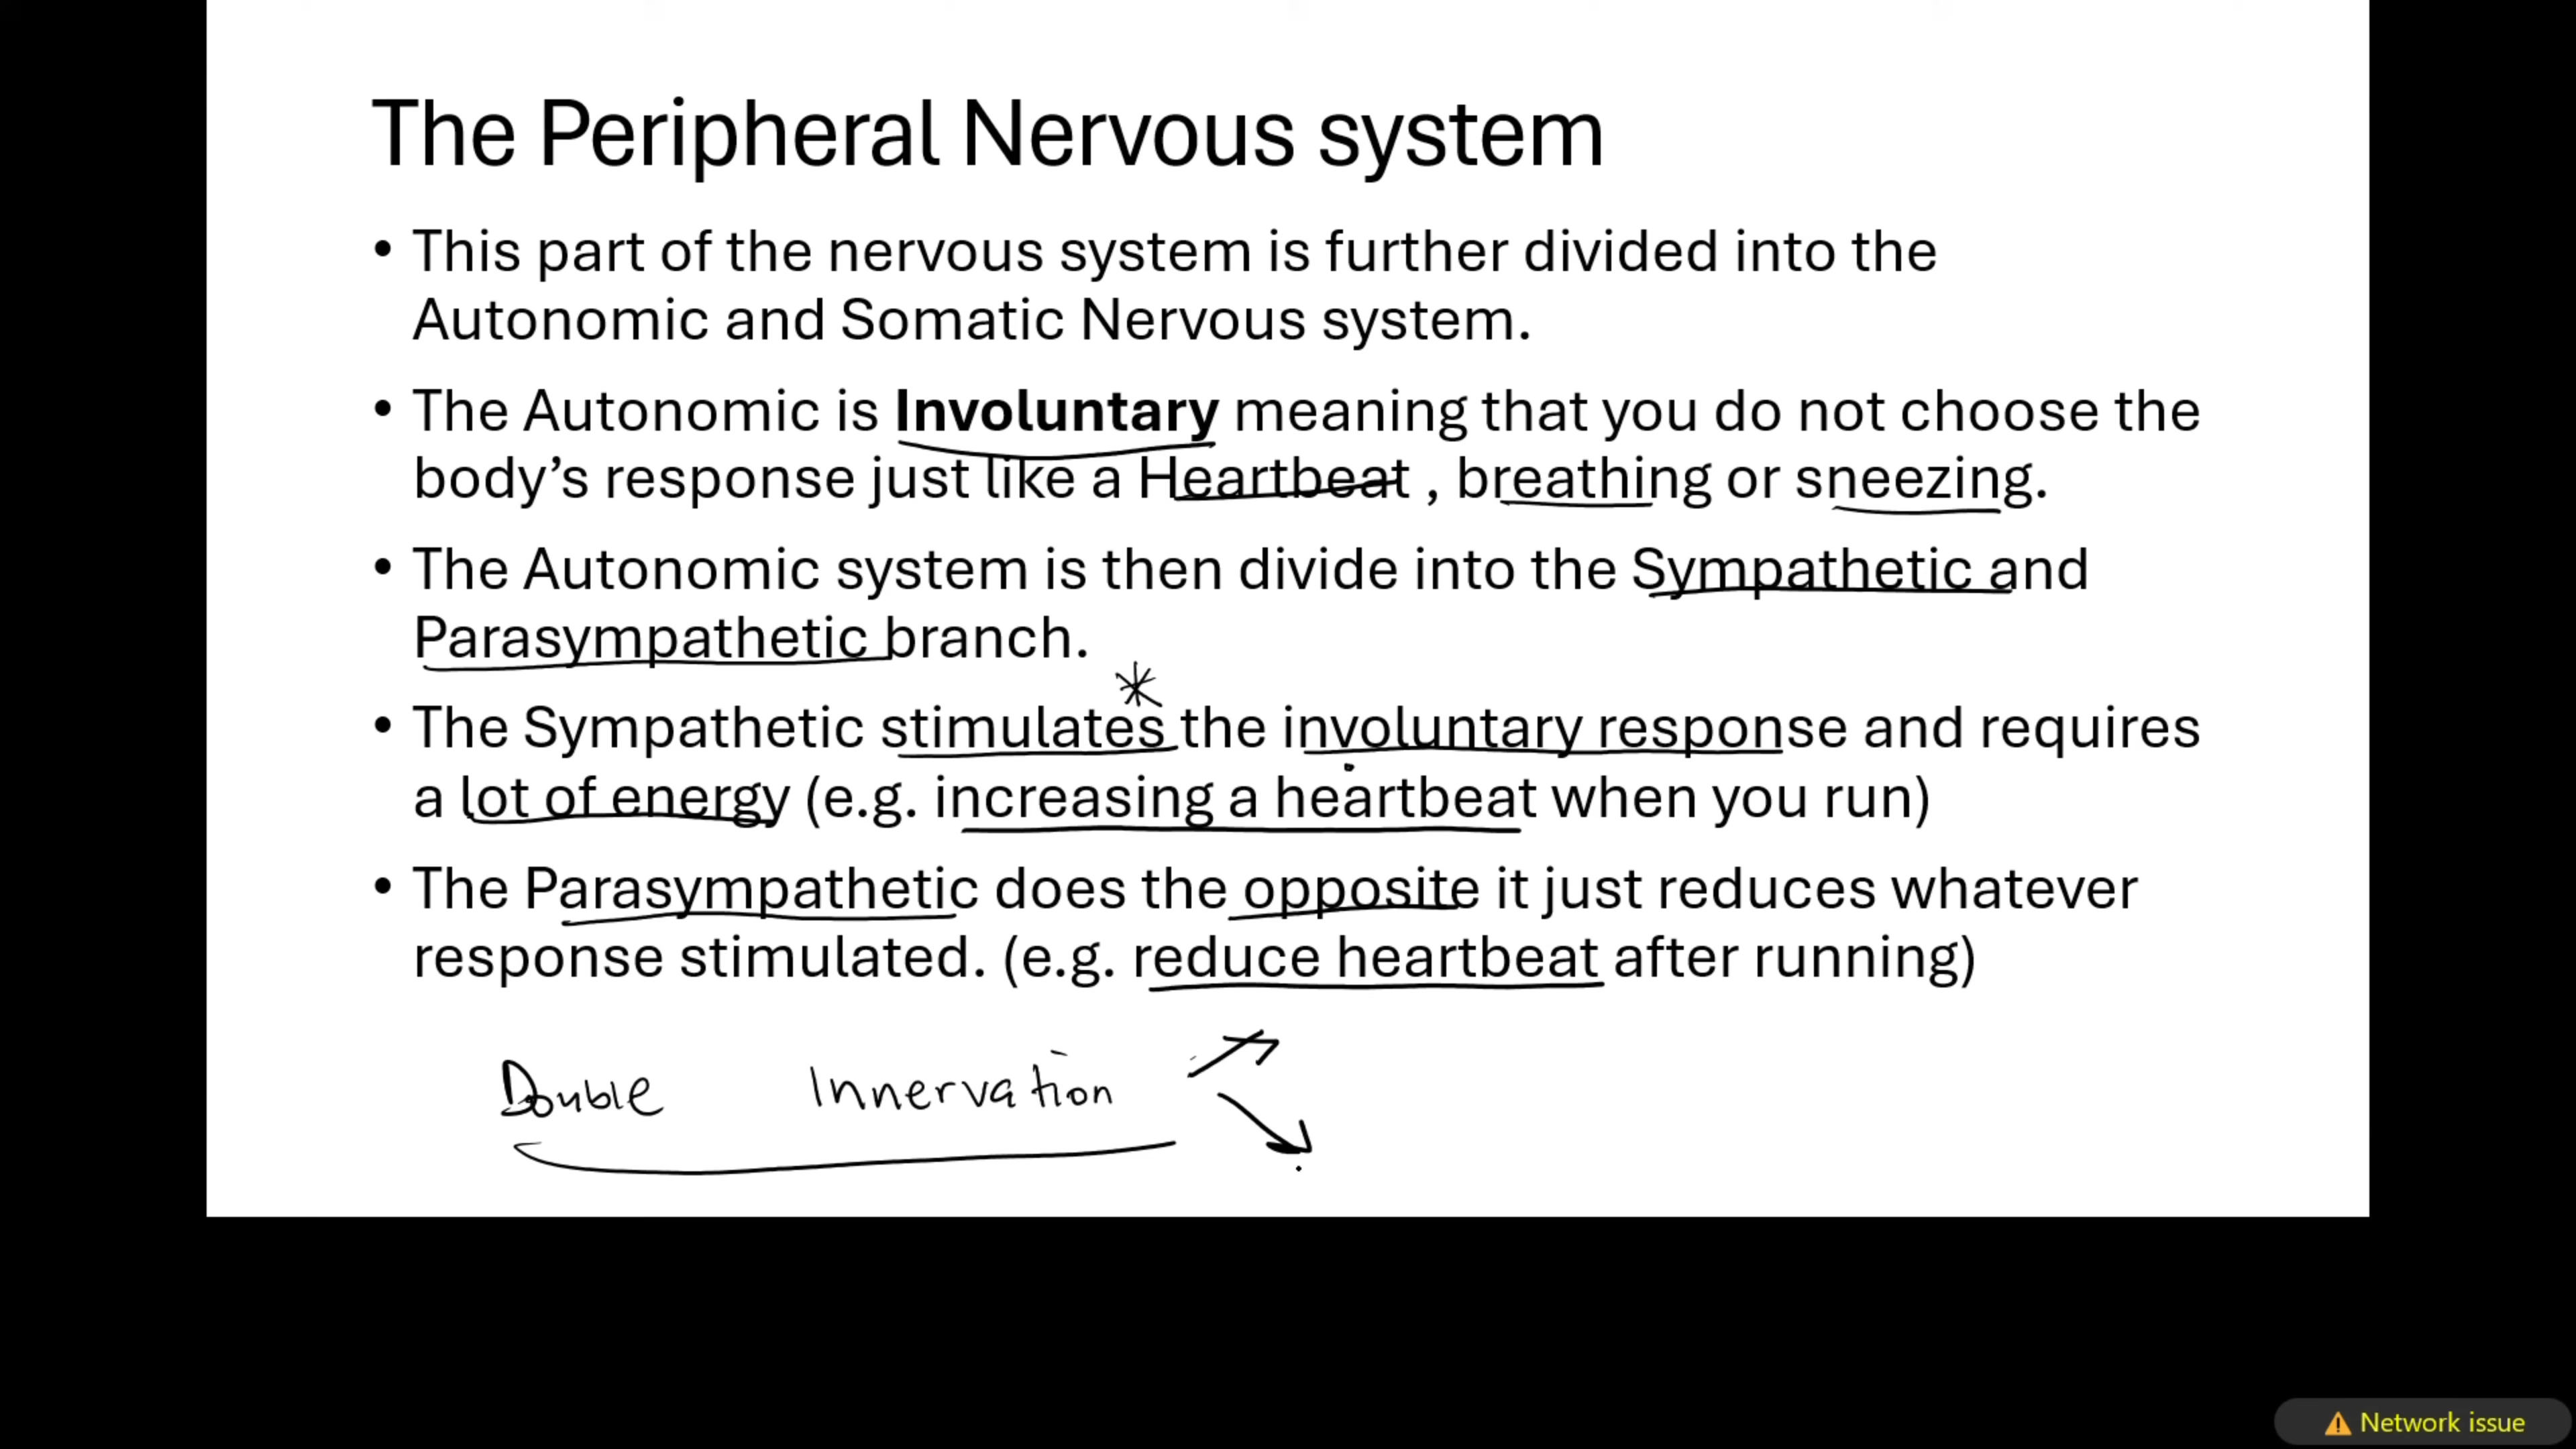 The Peripheral Nervous system
• This part of the nervous system is further divided into the
Autonomic and Somatic Nervous system.
• The Autonomic is Involuntary meaning that you do not choose the
body’s response just like a Heartbeat , breathing or sneezing.
• The Autonomic system is then divide into the Sympathetic and
Parasympathetic branch.
• The Sympathetic stimulates the involuntary response and requires
a lot of energy (e.g. increasing a heartbeat when you run)
• The Parasympathetic does the opposite it just reduces whatever
response stimulated. (e.g. reduce heartbeat after running)
Double Innervation
Network issue